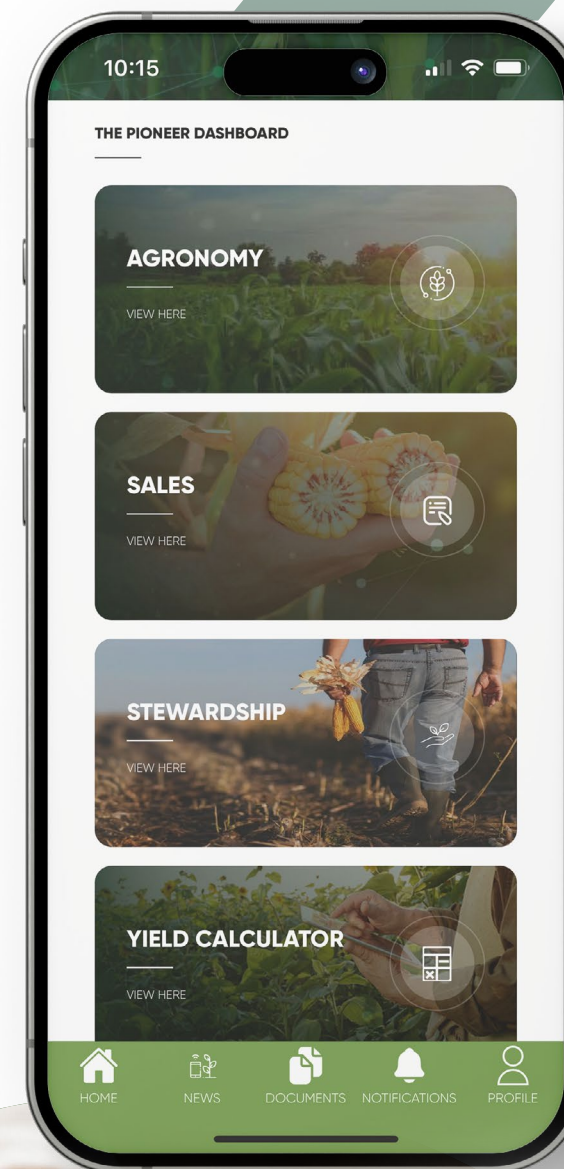 10:15
THE PIONEER DASHBOARD
AGRONOMY
VIEW HERE
SALES
VIEW HERE
STEWARDSHIP
VIEW HERE
YIELD CALCULATOR
VIEW HERE
HOME NEWS DOCUMENTS NOTIFICATIONS PROFILE